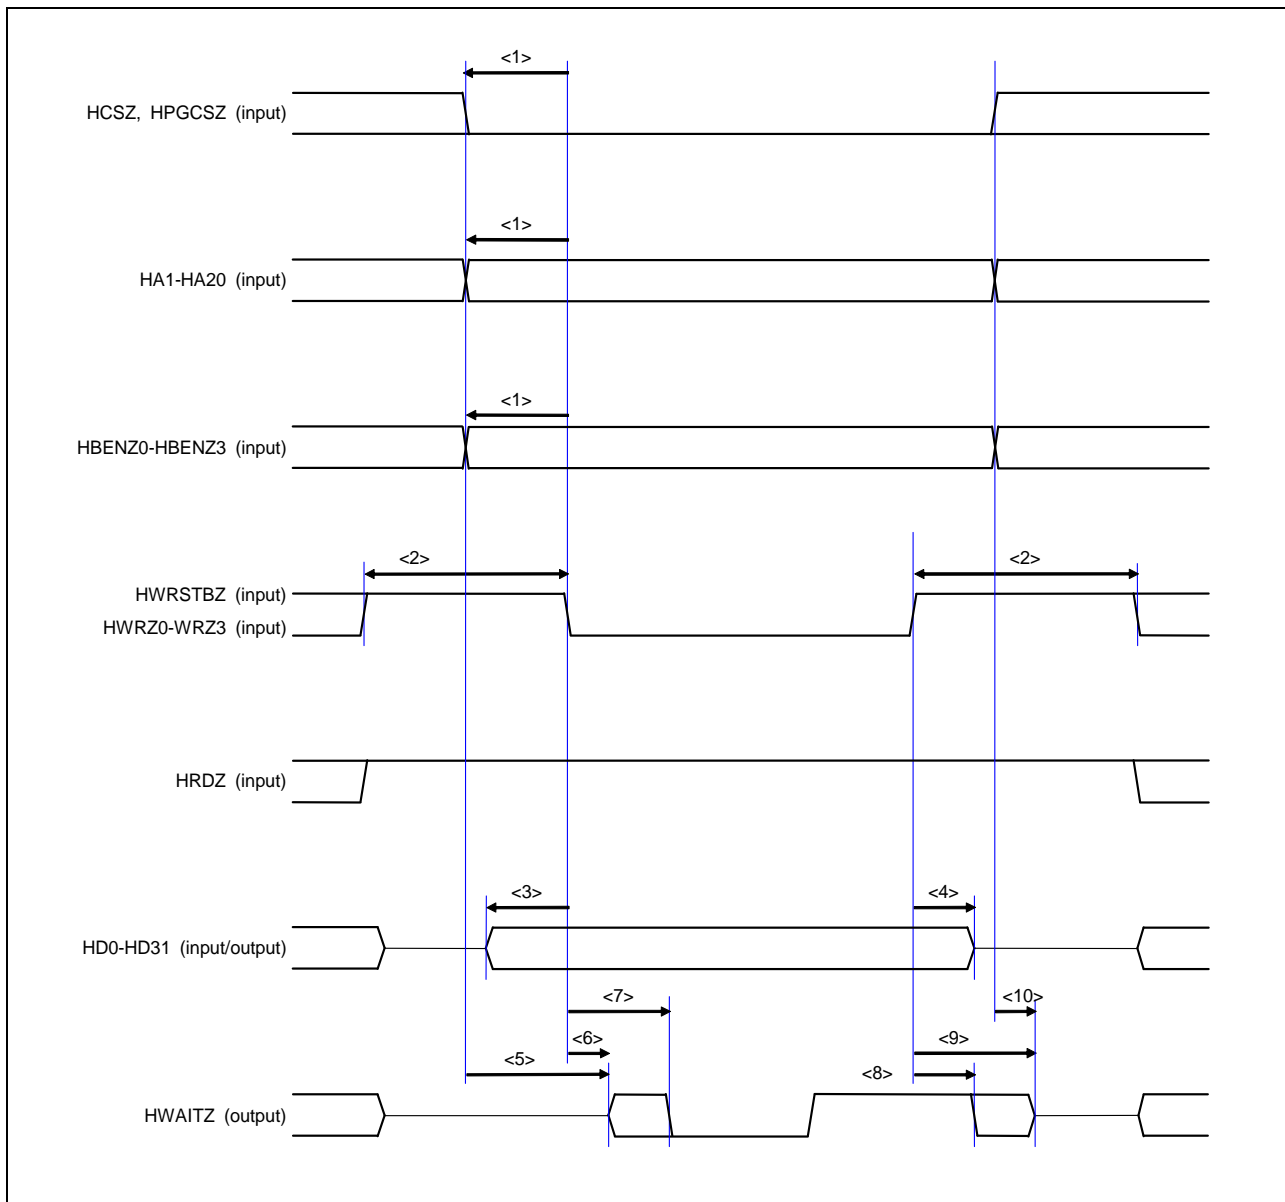 <1>
HCSZ, HPGCSZ (input)
<1>
HA1-HA20 (input)
<1>
HBENZ0-HBENZ3 (input)
<2>
<2>
HWRSTBZ (input)
HWRZ0-WRZ3 (input)
HRDZ (input)
<3>
<4>
HD0-HD31 (input/output)
<7>
<10>
<6>
<9>
<5>
<8>
HWAITZ (output)